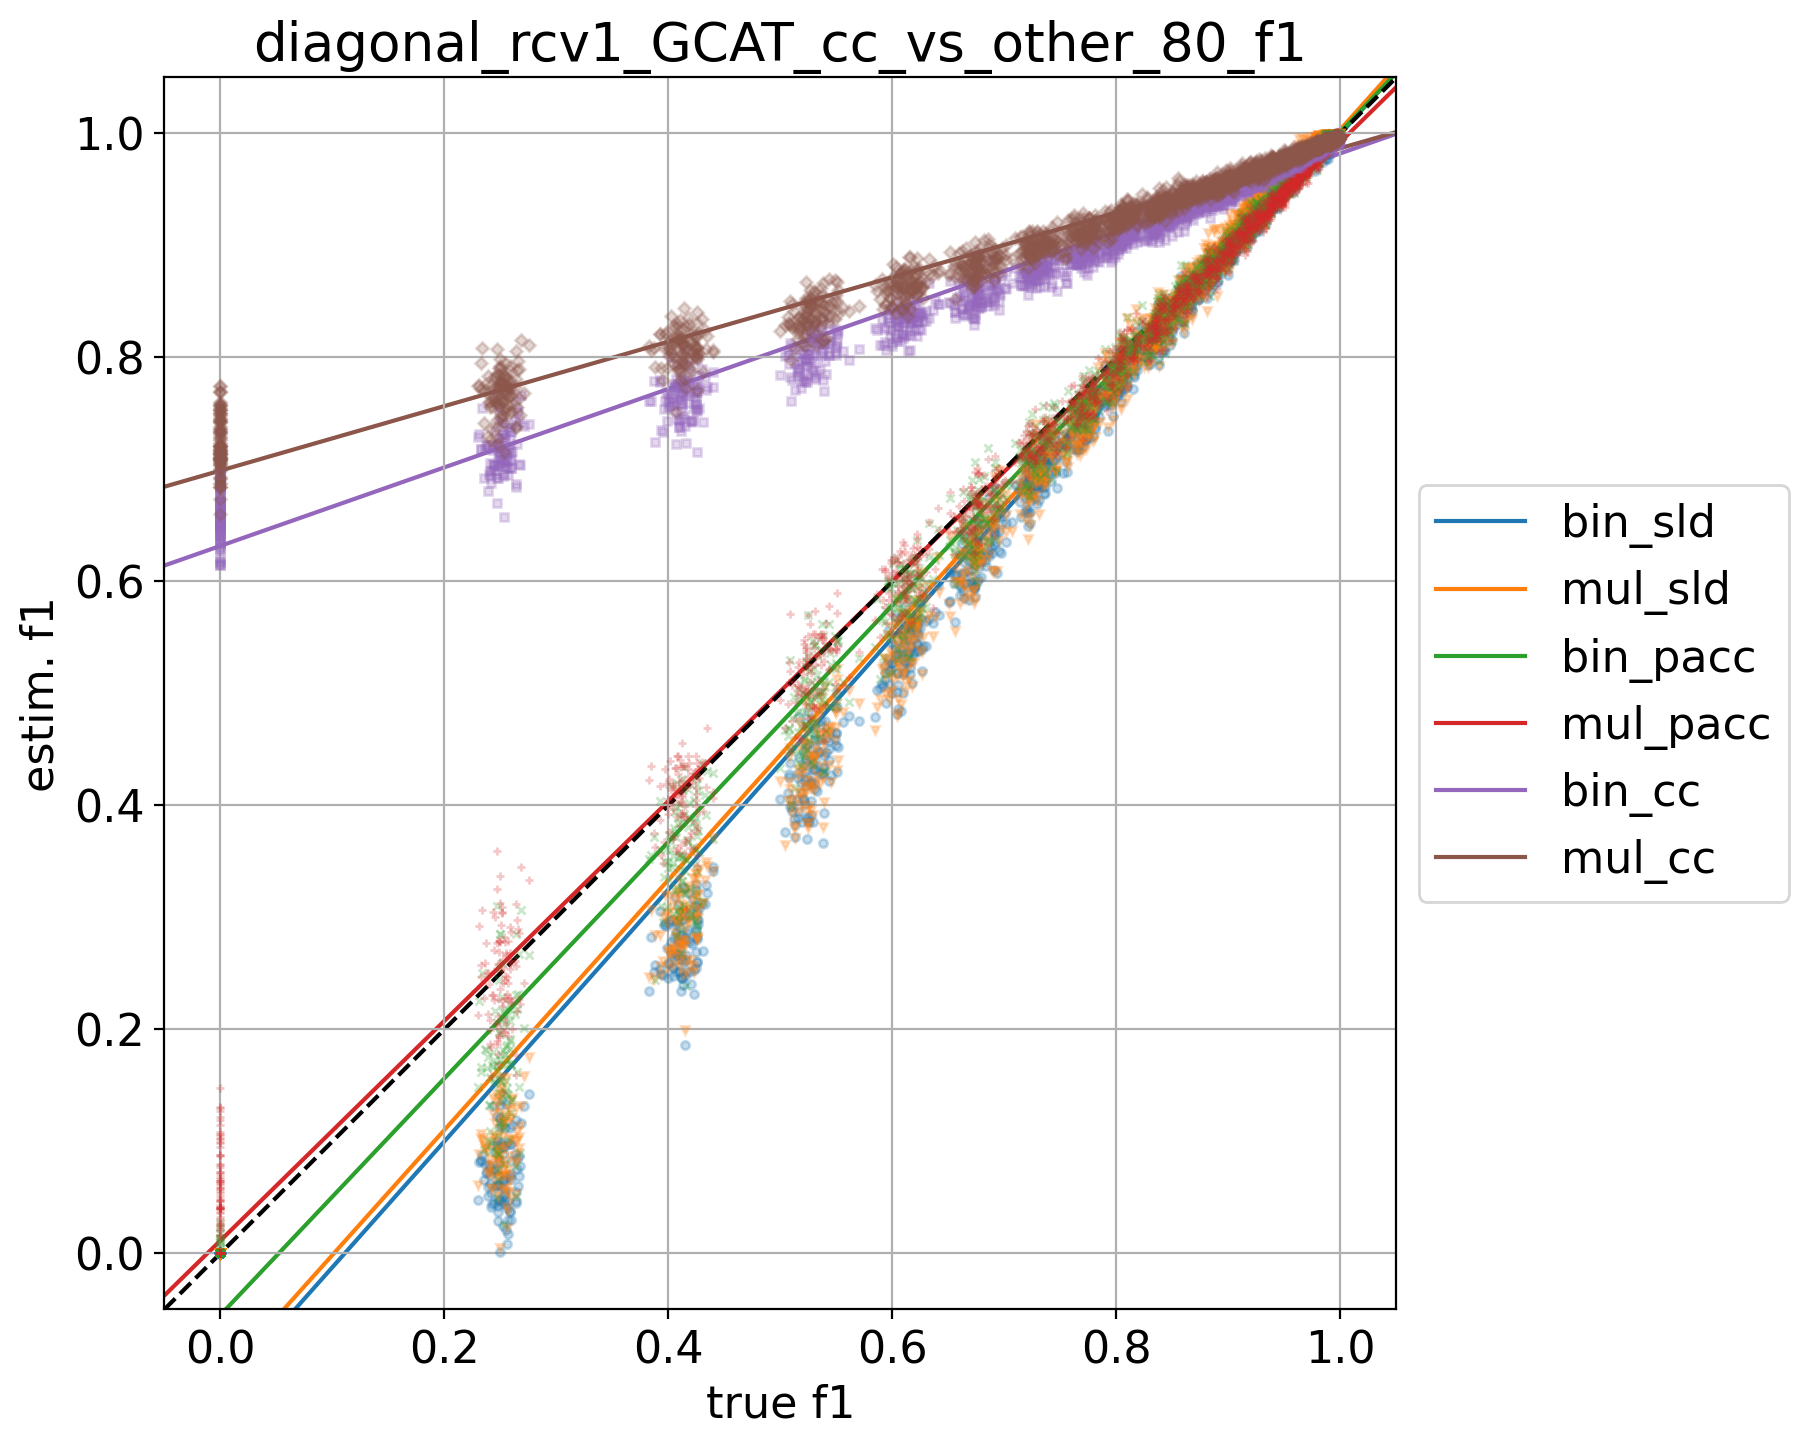 diagonal_rcv1_GCAT_cc_vs_other_80_f1
1.0
0.8
0.6
0.4
0.2
0.0
estim. f1
0.0 0.2 0.4 0.6 0.8 1.0
true f1
bin_sld
mul_sld
bin_pacc
mul_pacc
bin_cc
mul_cc